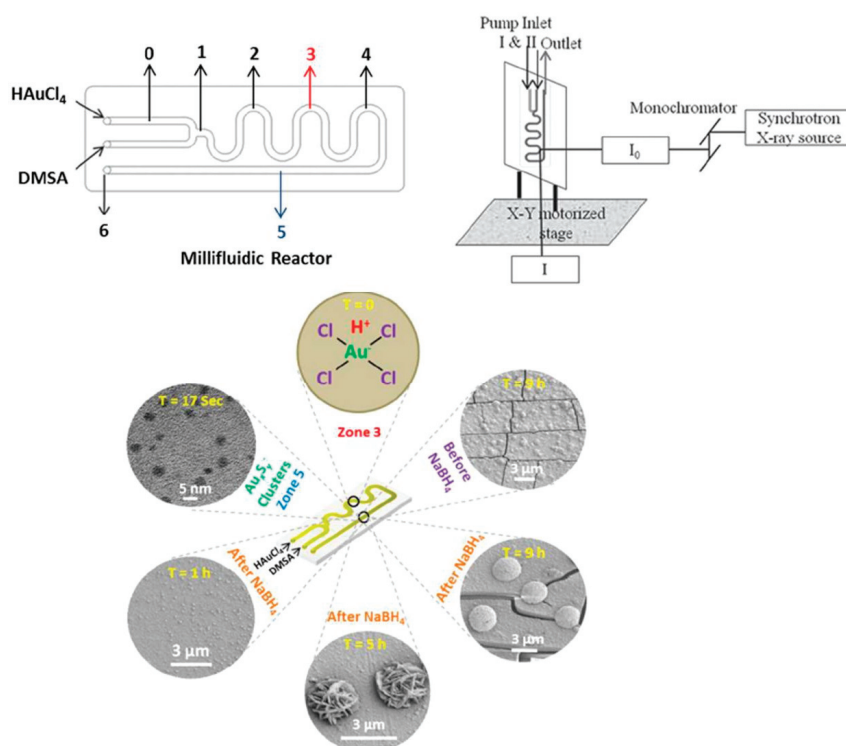 0 1 2 3 4
HAuCl₄
DMSA
6 5
Millifluidic Reactor
Pump Inlet
I & II Outlet
Monochromator
Synchrotron
X-ray source
I₀
X-Y motorized
stage
I
T = 0
H⁺
Cl Cl
Au⁻
Cl Cl
Zone 3
T = 17 Sec
5 nm
AuₓSᵧ
Clusters
Zone 5
T = 9 h
3 µm
Before
NaBH₄
HAuCl₄
DMSA
T = 1 h
3 µm
After NaBH₄
After NaBH₄
T = 5 h
3 µm
After NaBH₄
T = 9h
3 µm